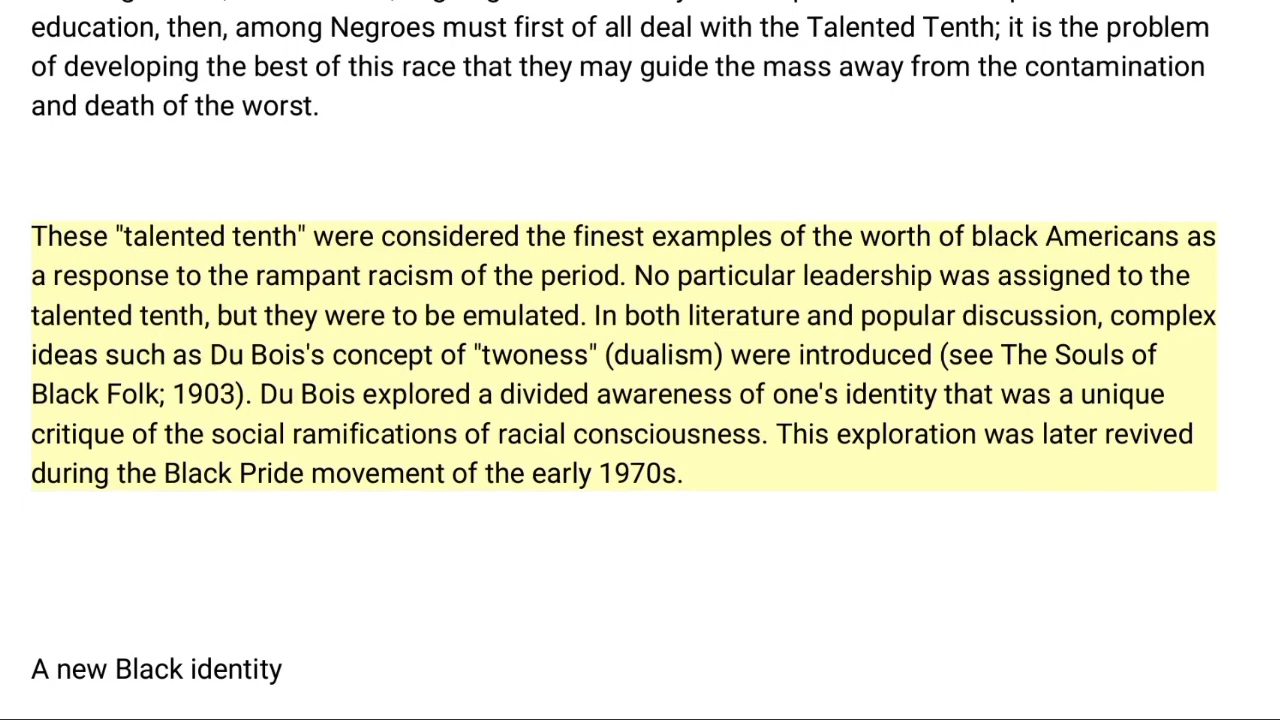 education, then, among Negroes must first of all deal with the Talented Tenth; it is the problem
of developing the best of this race that they may guide the mass away from the contamination
and death of the worst.
These "talented tenth" were considered the finest examples of the worth of black Americans as
a response to the rampant racism of the period. No particular leadership was assigned to the
talented tenth, but they were to be emulated. In both literature and popular discussion, complex
ideas such as Du Bois's concept of "twoness" (dualism) were introduced (see The Souls of
Black Folk; 1903). Du Bois explored a divided awareness of one's identity that was a unique
critique of the social ramifications of racial consciousness. This exploration was later revived
during the Black Pride movement of the early 1970s.
A new Black identity